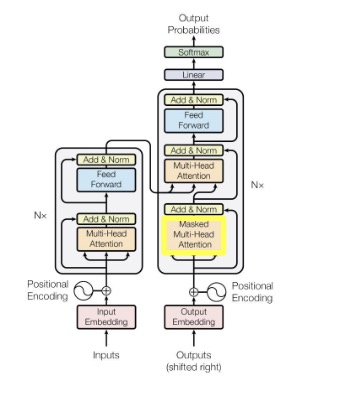 Output
Probabilities
Softmax
Linear
Add & Norm
Feed
Forward
Add & Norm
Multi-Head
Attention
Add & Norm
Masked
Multi-Head
Attention
Nx
Add & Norm
Feed
Forward
Add & Norm
Multi-Head
Attention
Nx
Positional
Encoding
Positional
Encoding
Input
Embedding
Output
Embedding
Inputs
Outputs
(shifted right)